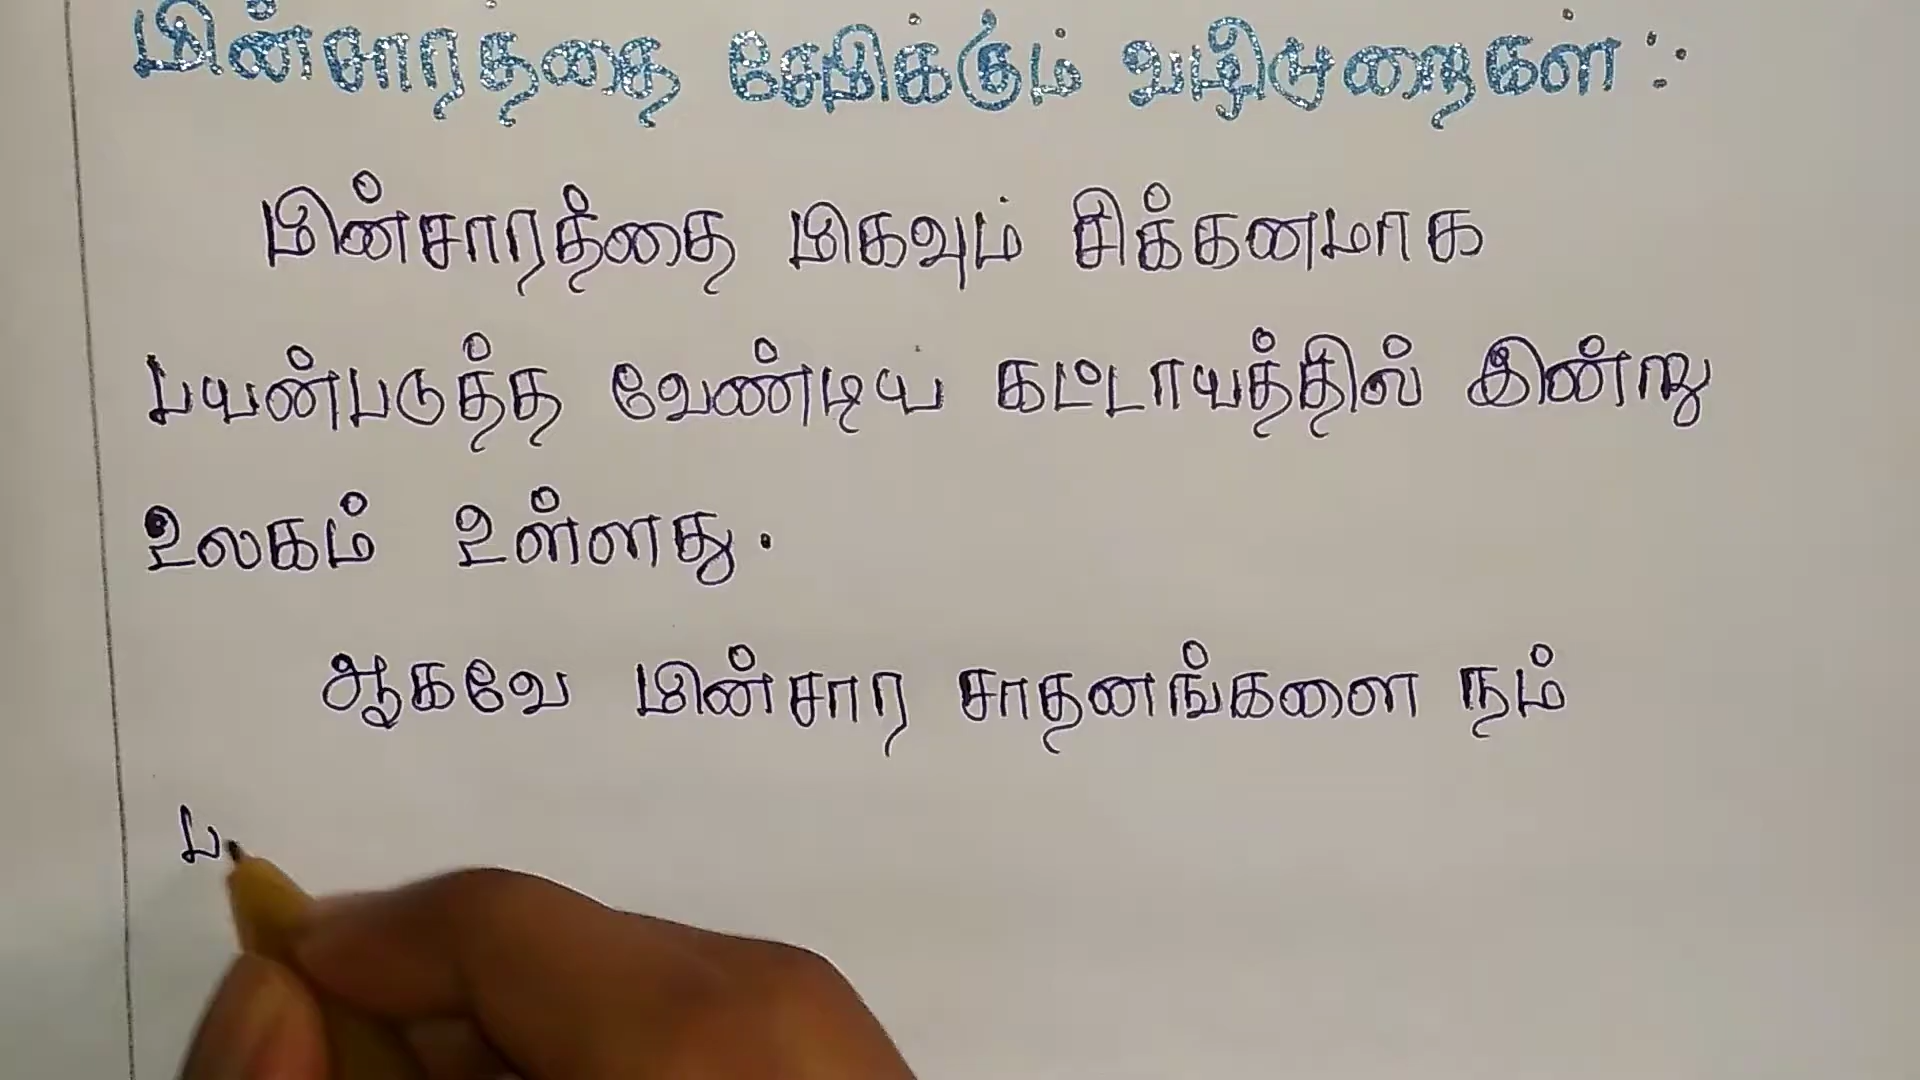 மின்சாரத்தை சேமிக்கும் வழிமுறைகள் :-
மின்சாரத்தை மிகவும் சிக்கனமாக
பயன்படுத்த வேண்டிய கட்டாயத்தில் இன்று
உலகம் உள்ளது.
ஆகவே மின்சார சாதனங்களை நம்
ப